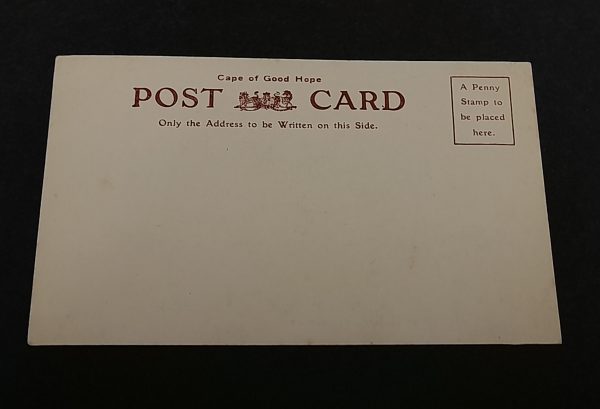 Cape of Good Hope
POST CARD
Only the Address to be Written on this Side.
A Penny
Stamp to
be placed
here.